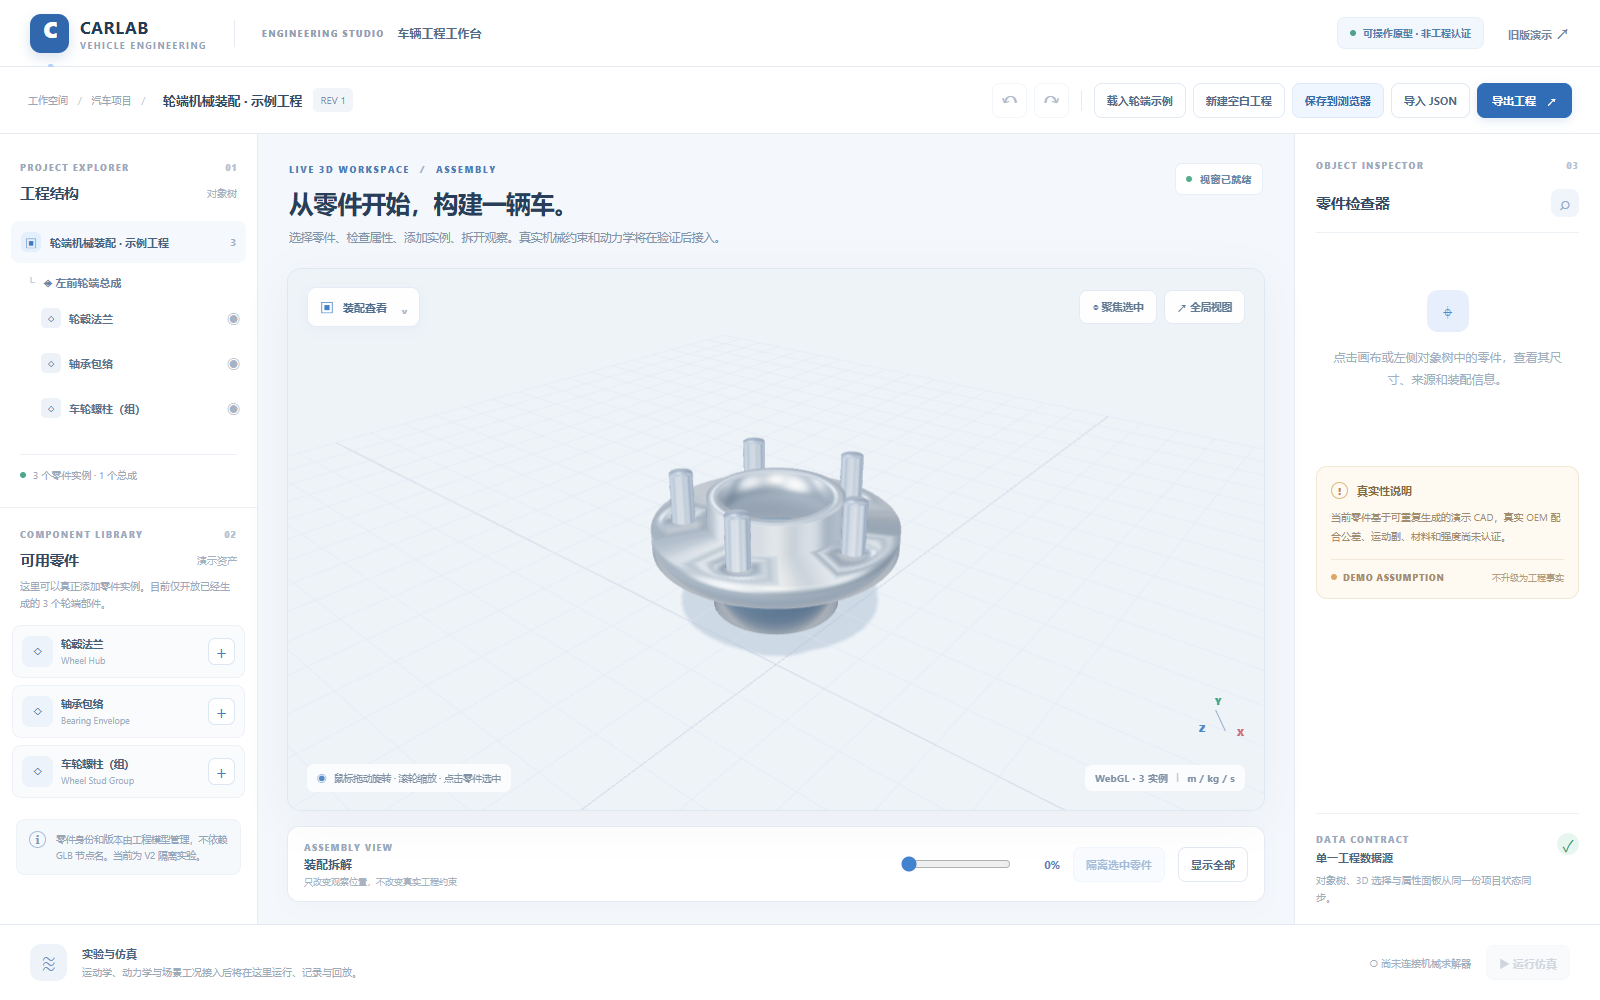 C
CARLAB
VEHICLE ENGINEERING
ENGINEERING STUDIO 车辆工程工作台
可操作原型 · 非工程认证
旧版演示 ↗
工作空间 / 汽车项目 / 轮端机械装配 · 示例工程 REV 1
载入轮端示例
新建空白工程
保存到浏览器
导入 JSON
导出工程 ↗
PROJECT EXPLORER 01
工程结构 对象树
轮端机械装配 · 示例工程 3
左前轮端总成
轮毂法兰
轴承包络
车轮螺柱（组）
3 个零件实例 · 1 个总成
COMPONENT LIBRARY 02
可用零件 演示资产
这里可以真正添加零件实例。目前仅开放已经生
成的 3 个轮端部件。
轮毂法兰
Wheel Hub
+
轴承包络
Bearing Envelope
+
车轮螺柱（组）
Wheel Stud Group
+
零件身份和版本由工程模型管理，不依赖
GLB 节点名。当前为 V2 隔离实验。
LIVE 3D WORKSPACE / ASSEMBLY
从零件开始，构建一辆车。
选择零件、检查属性、添加实例、拆开观察。真实机械约束和动力学将在验证后接入。
视窗已就绪
装配查看
聚焦选中
↗ 全局视图
Y
Z
X
鼠标拖动旋转 · 滚轮缩放 · 点击零件选中
WebGL · 3 实例 | m / kg / s
ASSEMBLY VIEW
装配拆解
只改变观察位置，不改变真实工程约束
0%
隔离选中零件
显示全部
OBJECT INSPECTOR 03
零件检查器
点击画布或左侧对象树中的零件，查看其尺
寸、来源和装配信息。
! 真实性说明
当前零件基于可重复生成的演示 CAD，真实 OEM 配
合公差、运动副、材料和强度尚未认证。
DEMO ASSUMPTION 不升级为工程事实
DATA CONTRACT
单一工程数据源
✓
对象树、3D 选择与属性面板从同一份项目状态同
步。
实验与仿真
运动学、动力学与场景工况接入后将在这里运行、记录与回放。
尚未连接机械求解器
▶ 运行仿真